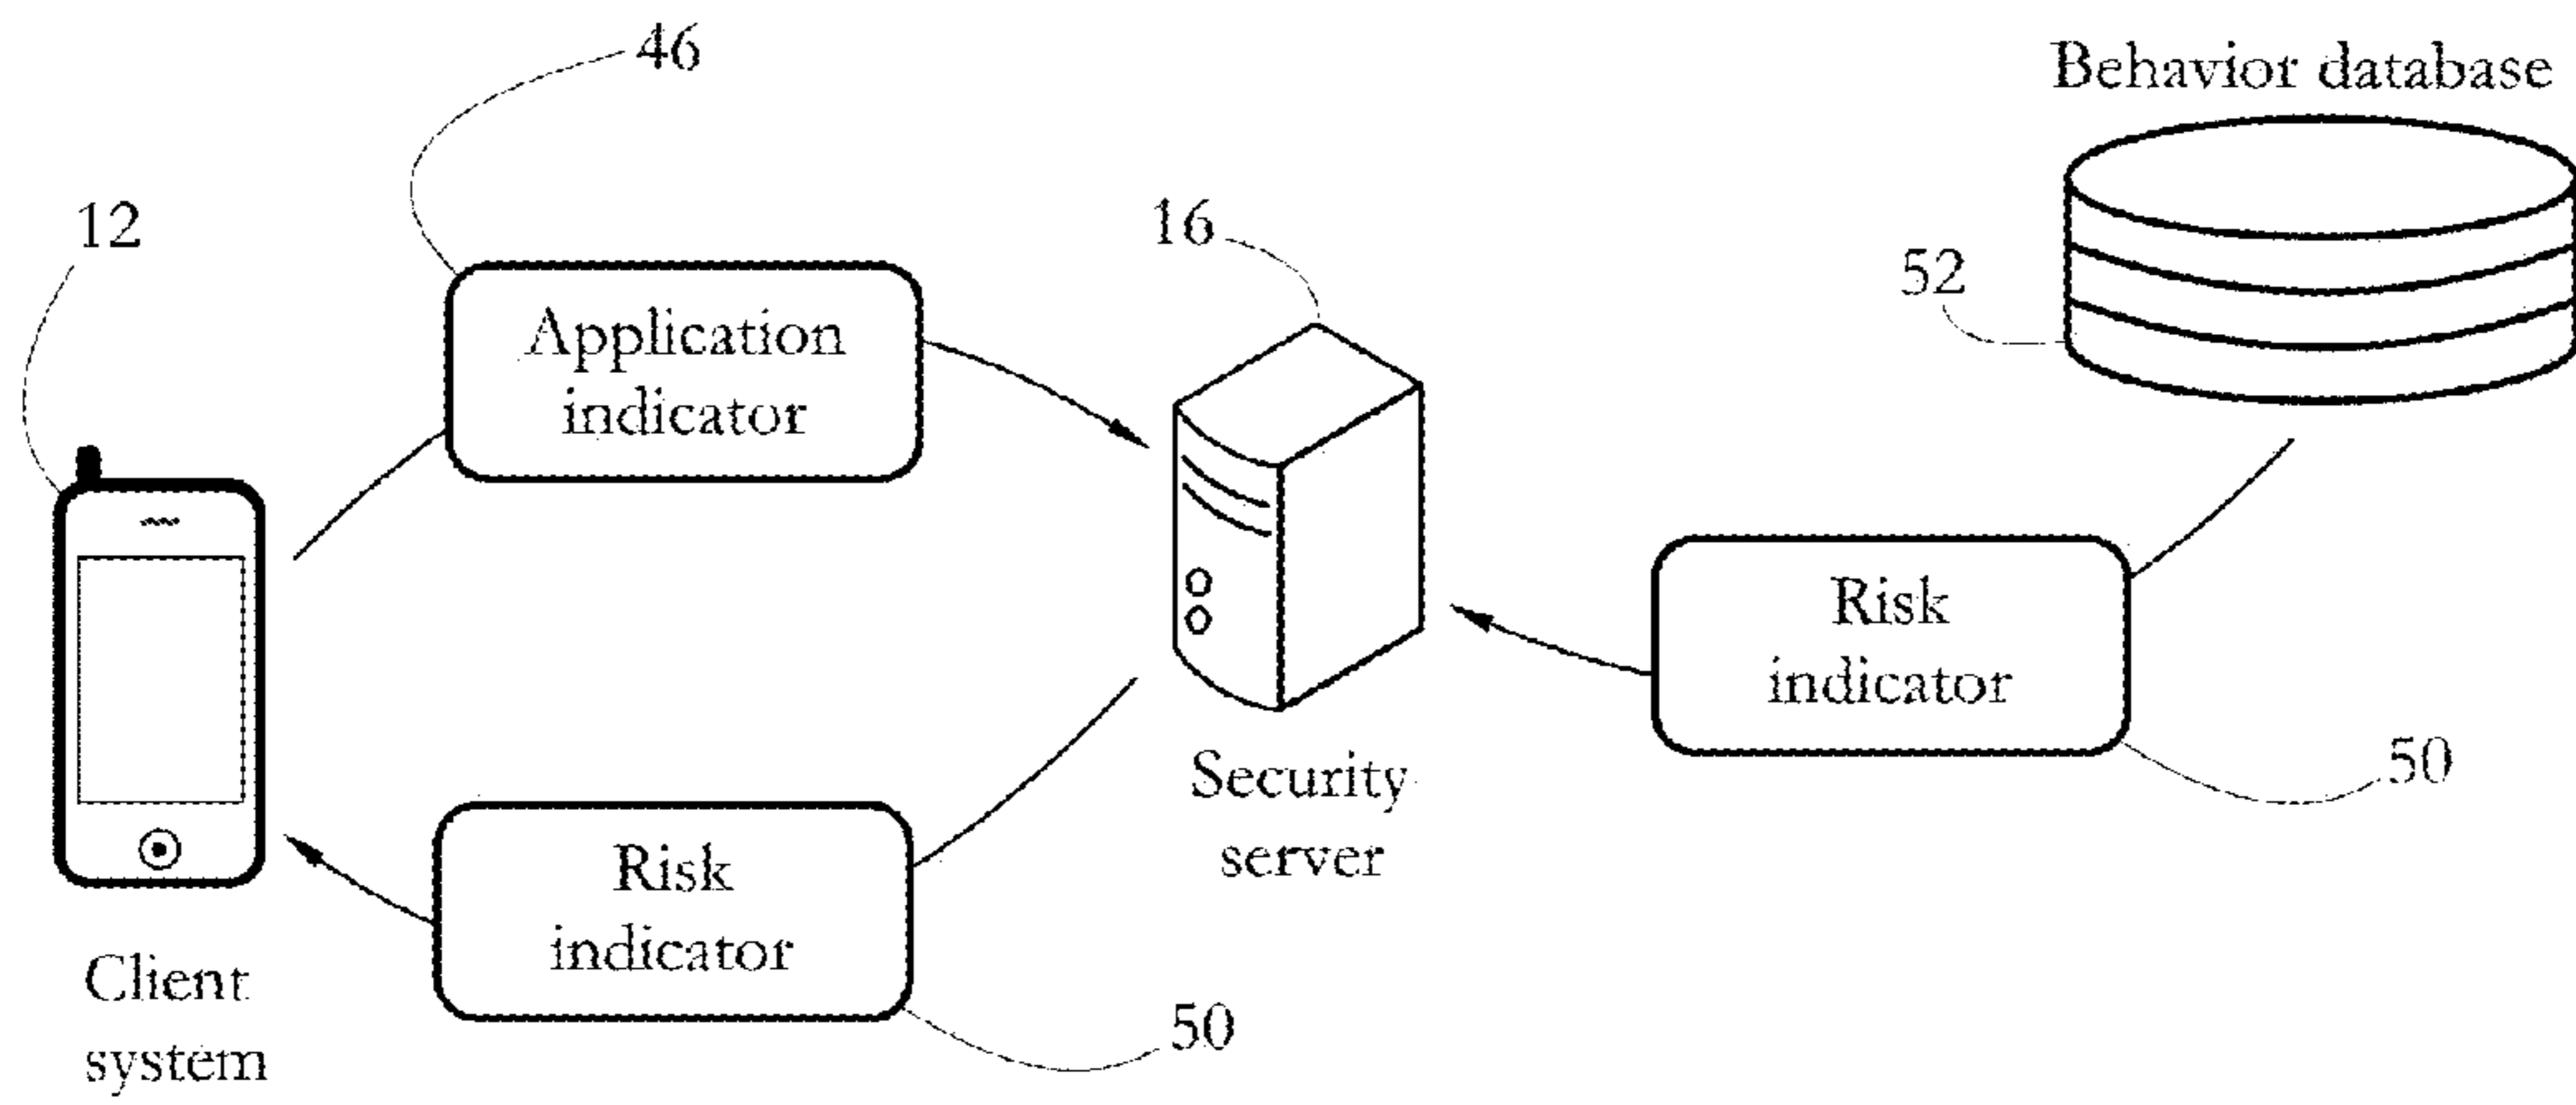 46
Behavior database
12
16
52
Application
indicator
Risk
indicator
50
Security
server
Risk
indicator
50
Client
system